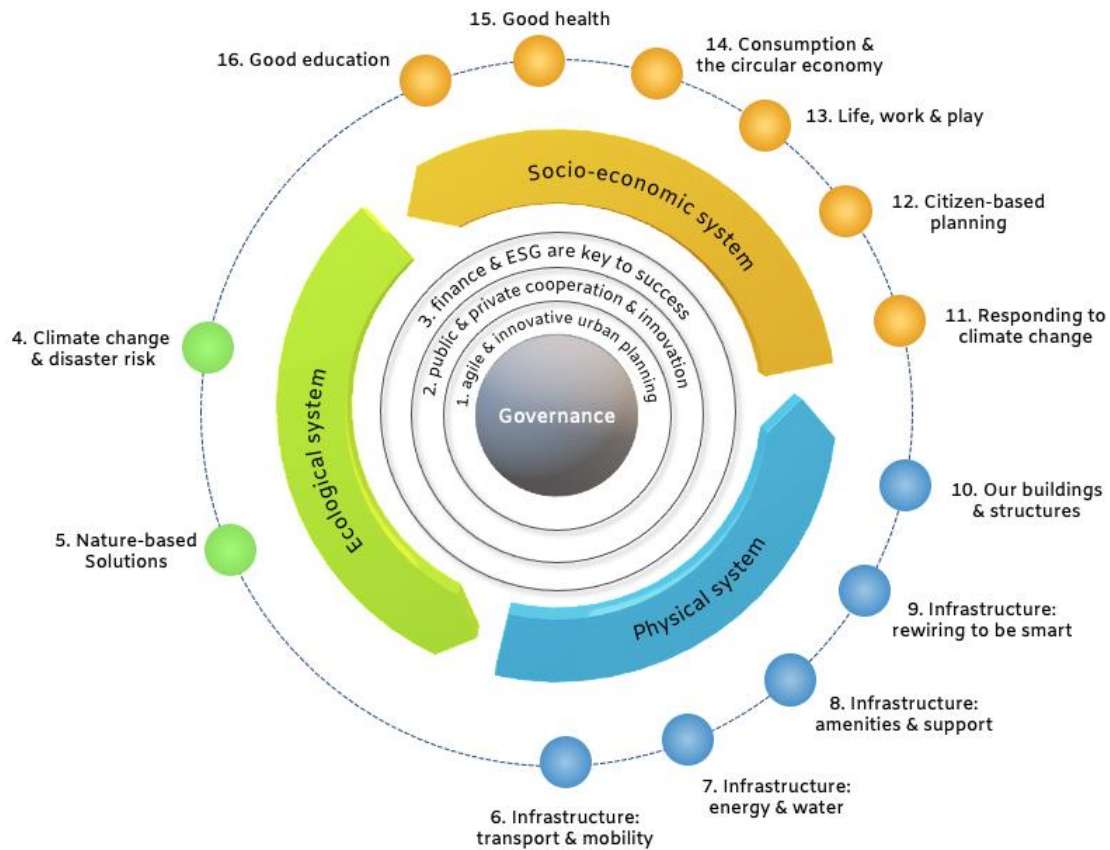 15. Good health
14. Consumption &
the circular economy
16. Good education
13. Life, work & play
12. Citizen-based
planning
11. Responding to
climate change
Socio-economic system
3. finance & ESG are key to success
2. public & private cooperation & innovation
1. agile & innovative urban planning
Governance
4. Climate change
& disaster risk
Ecological system
5. Nature-based
Solutions
Physical system
10. Our buildings
& structures
9. Infrastructure:
rewiring to be smart
8. Infrastructure:
amenities & support
7. Infrastructure:
energy & water
6. Infrastructure:
transport & mobility